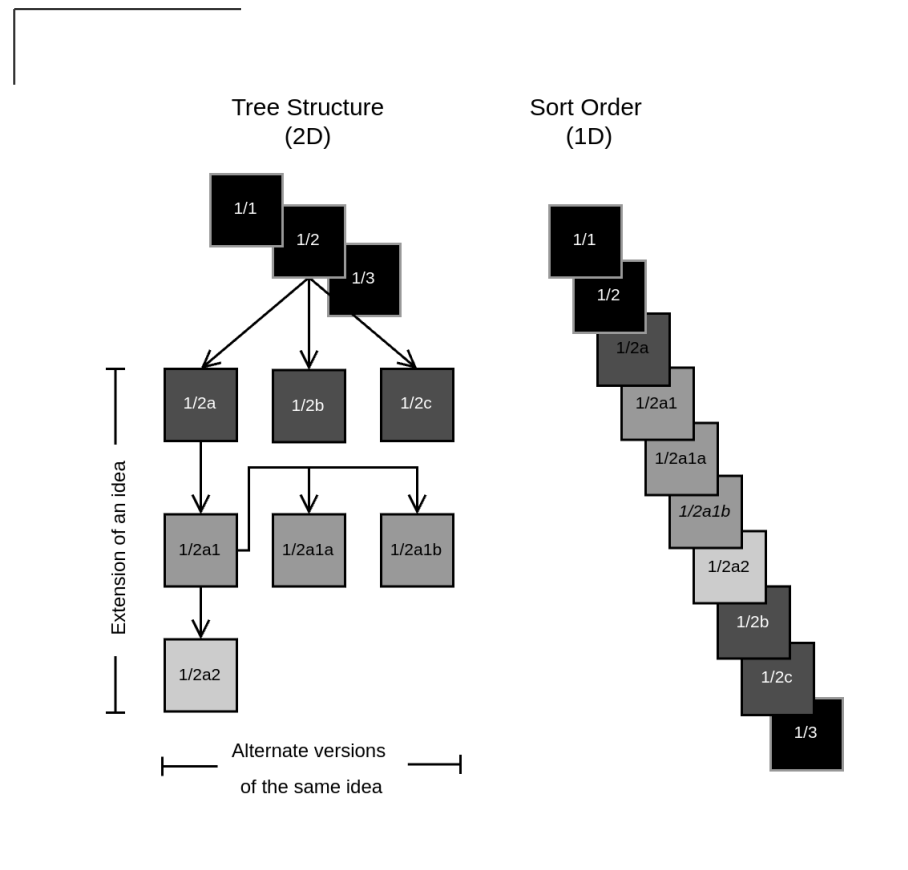 Tree Structure
(2D)
1/1
1/2
1/3
1/2a
1/2b
1/2c
1/2a1
1/2a1a
1/2a1b
1/2a2
Extension of an idea
Alternate versions
of the same idea
Sort Order
(1D)
1/1
1/2
1/2a
1/2a1
1/2a1a
1/2a1b
1/2a2
1/2b
1/2c
1/3